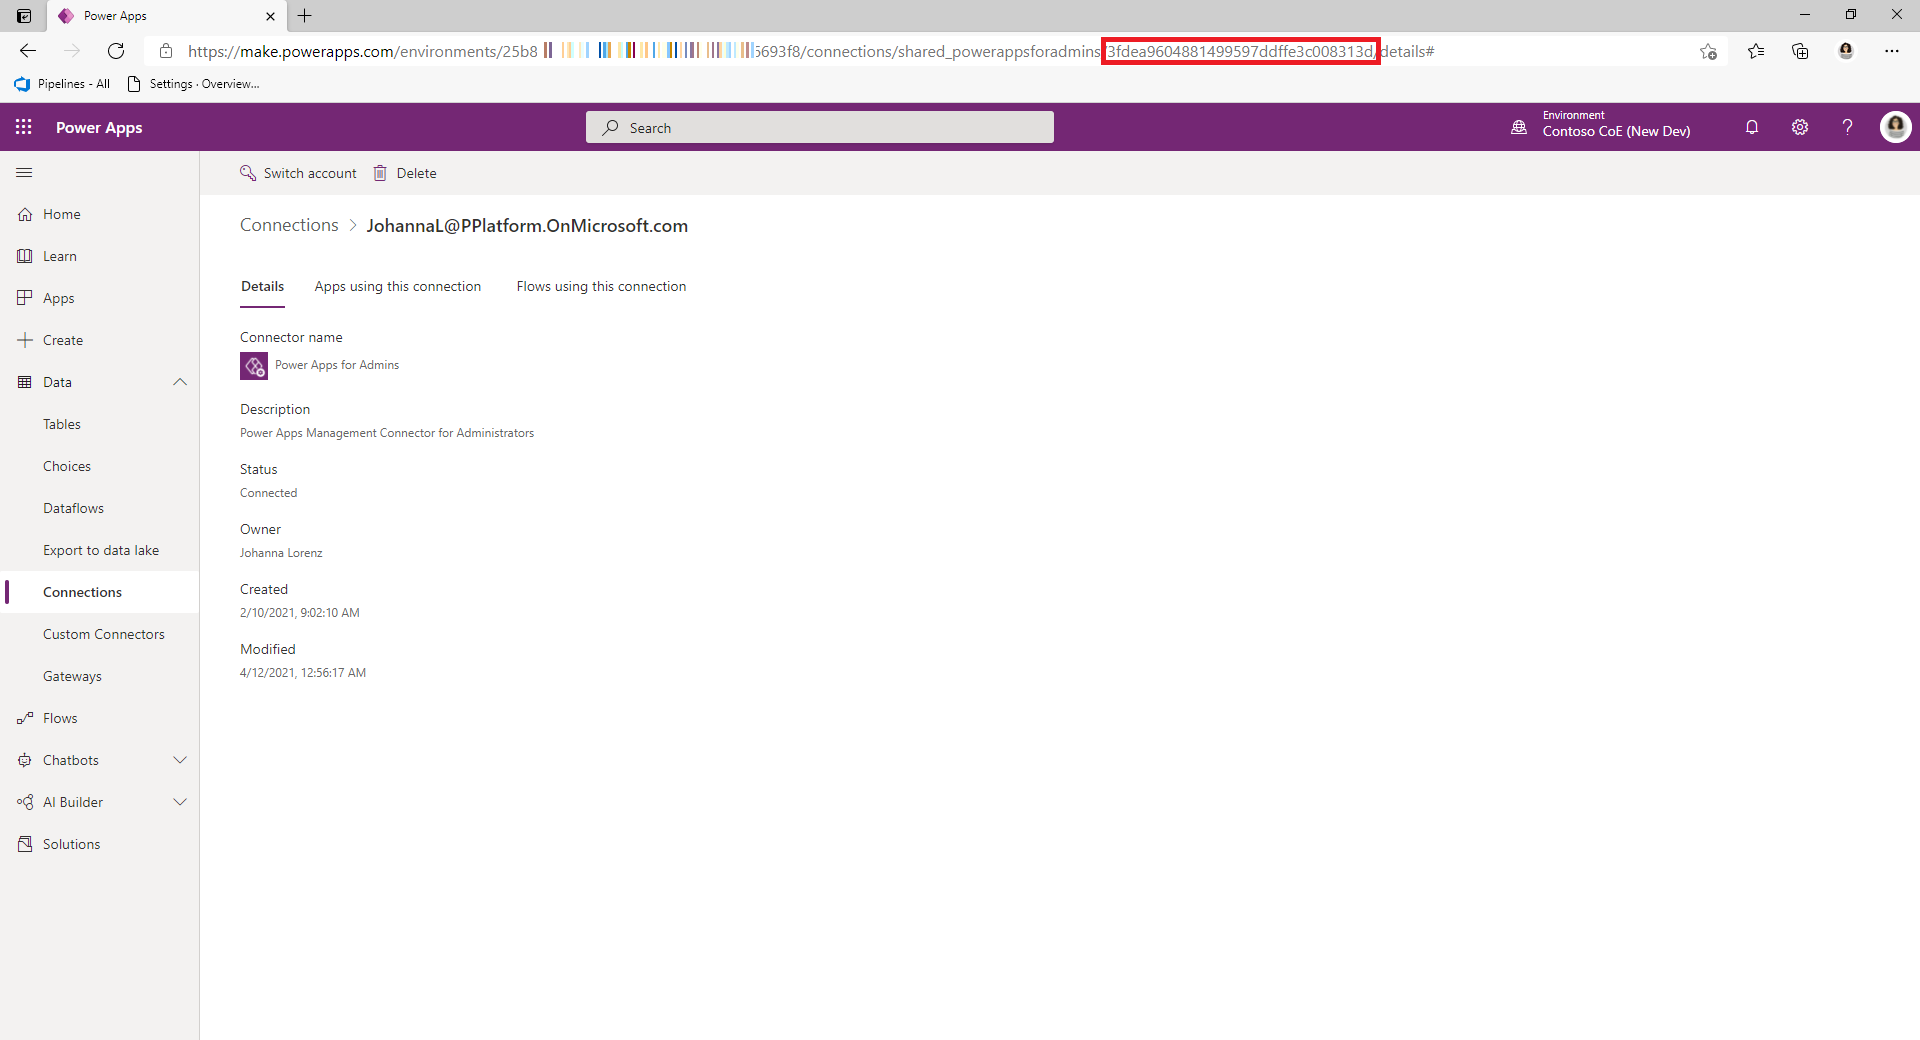 Power Apps
https://make.powerapps.com/environments/25b8 5693f8/connections/shared_powerappsforadmins/3fdea9604881499597ddffe3c008313d/details#
Pipelines - All
Settings · Overview...
Power Apps
Search
Environment
Contoso CoE (New Dev)
?
Switch account
Delete
Connections > JohannaL@PPlatform.OnMicrosoft.com
Details
Apps using this connection
Flows using this connection
Connector name
Power Apps for Admins
Description
Power Apps Management Connector for Administrators
Status
Connected
Owner
Johanna Lorenz
Created
2/10/2021, 9:02:10 AM
Modified
4/12/2021, 12:56:17 AM
Home
Learn
Apps
Create
Data
Tables
Choices
Dataflows
Export to data lake
Connections
Custom Connectors
Gateways
Flows
Chatbots
AI Builder
Solutions